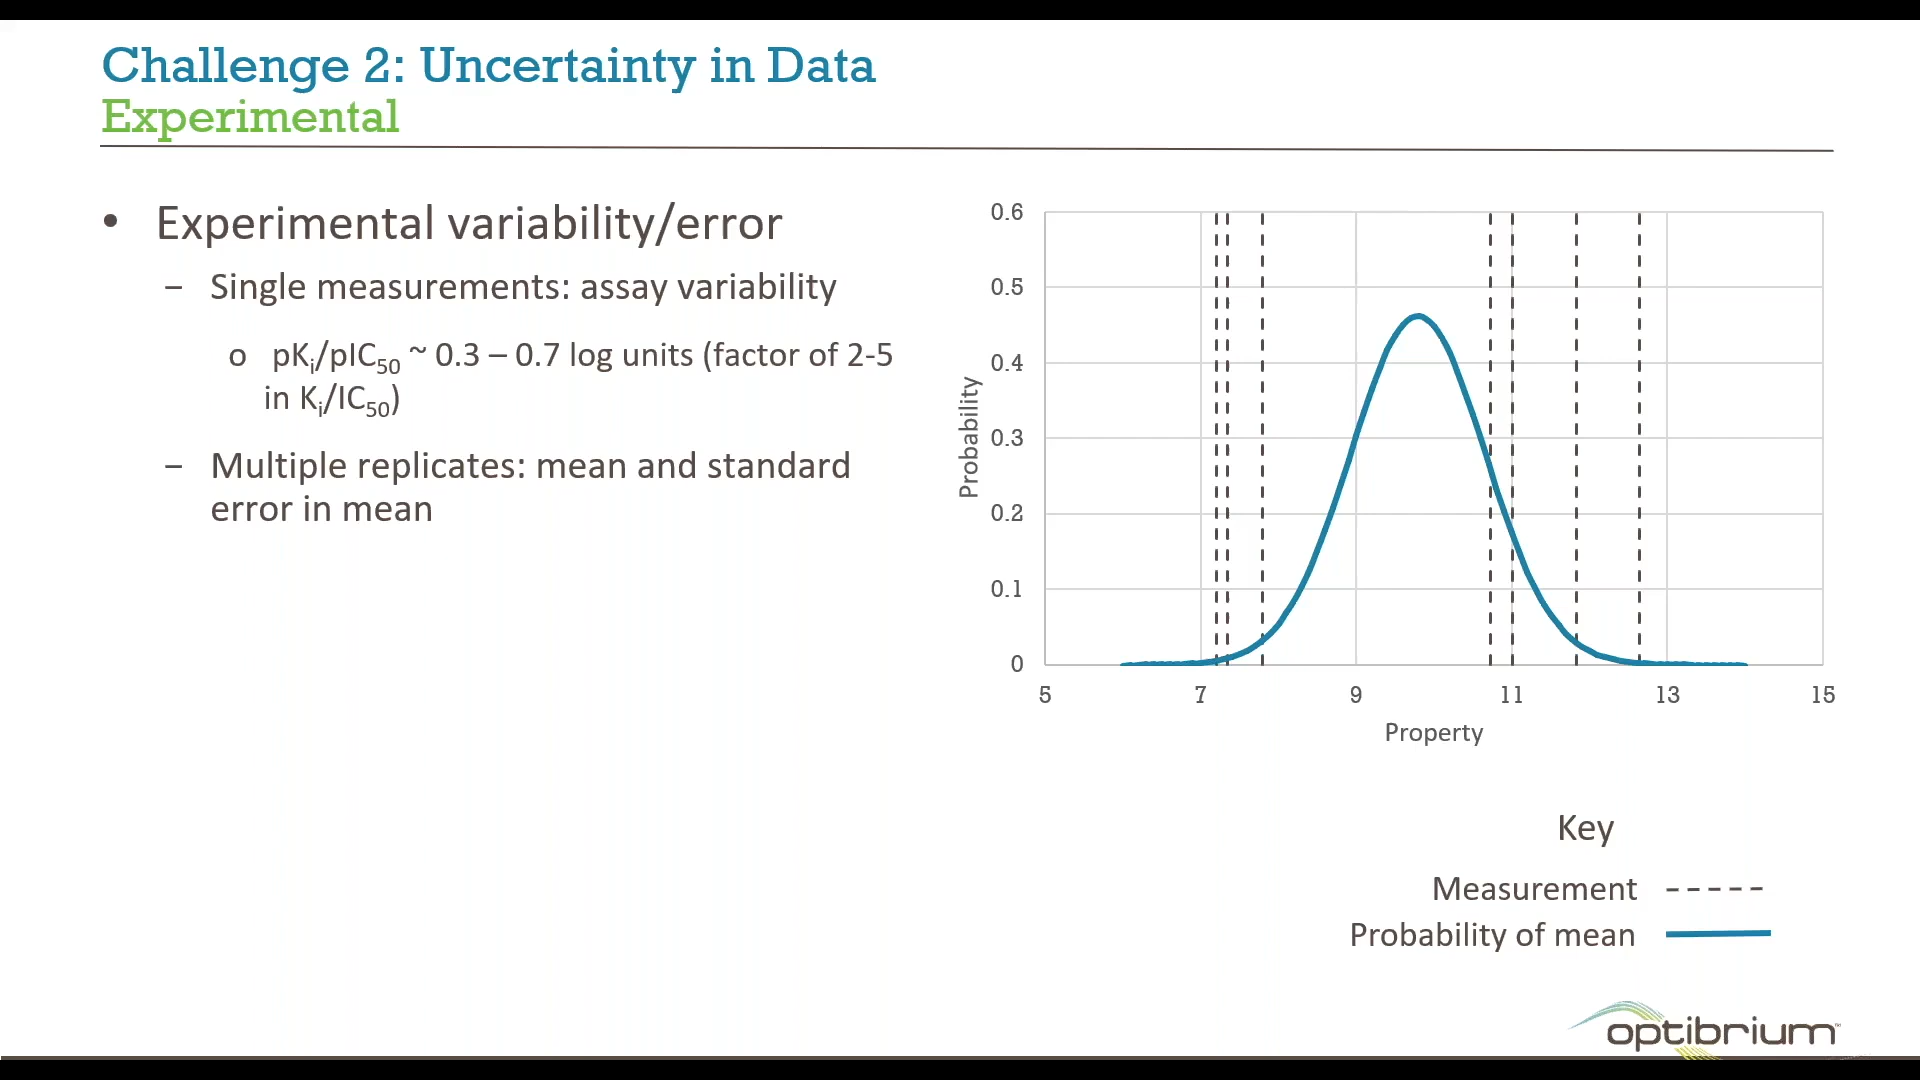 Challenge 2: Uncertainty in Data
Experimental
• Experimental variability/error
– Single measurements: assay variability
o pKi/pIC50 ~ 0.3 – 0.7 log units (factor of 2-5
in Ki/IC50)
– Multiple replicates: mean and standard
error in mean
0.6
0.5
0.4
0.3
0.2
0.1
0
Probability
5 7 9 11 13 15
Property
Key
Measurement
Probability of mean
optibrium™